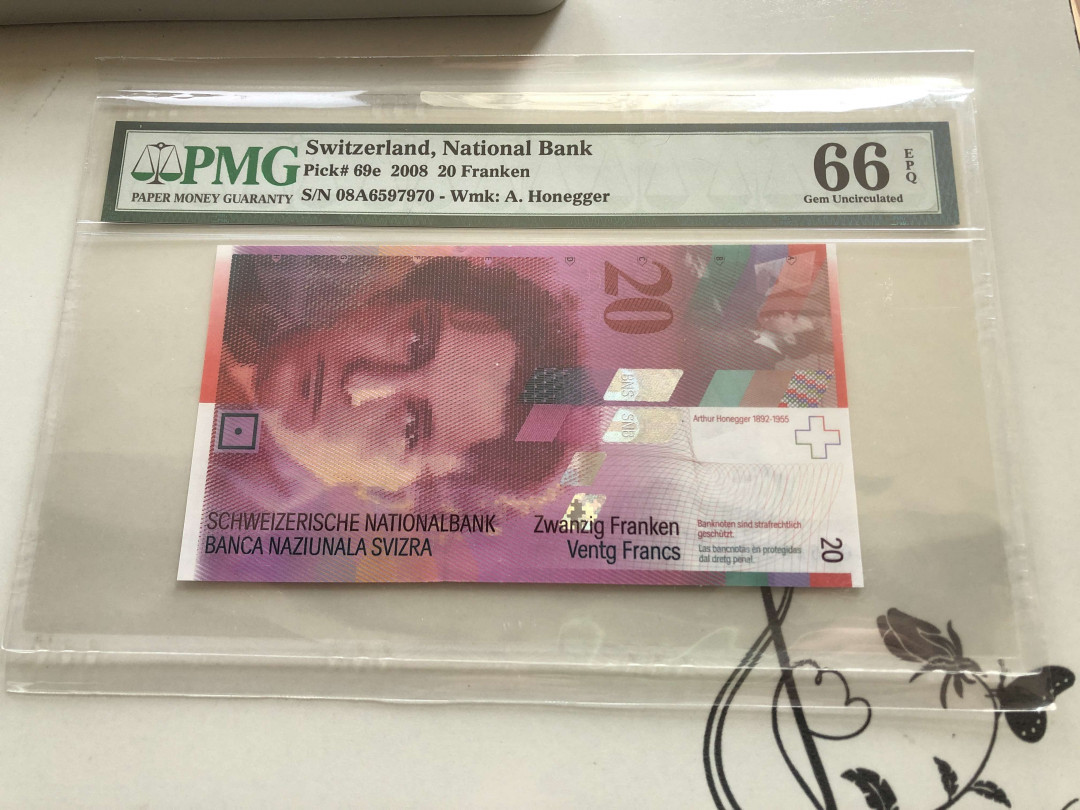 PMG
PAPER MONEY GUARANTY
Switzerland, National Bank
Pick# 69e 2008 20 Franken
S/N 08A6597970 - Wmk: A. Honegger
66
EPQ
Gem Uncirculated
20
BNS
SNB
Arthur Honegger 1892-1955
SCHWEIZERISCHE NATIONALBANK
BANCA NAZIUNALA SVIZRA
Zwanzig Franken
Ventg Francs
Banknoten sind strafrechtlich
geschützt.
Las bancnotas èn protegidas
dal dretg penal.
20